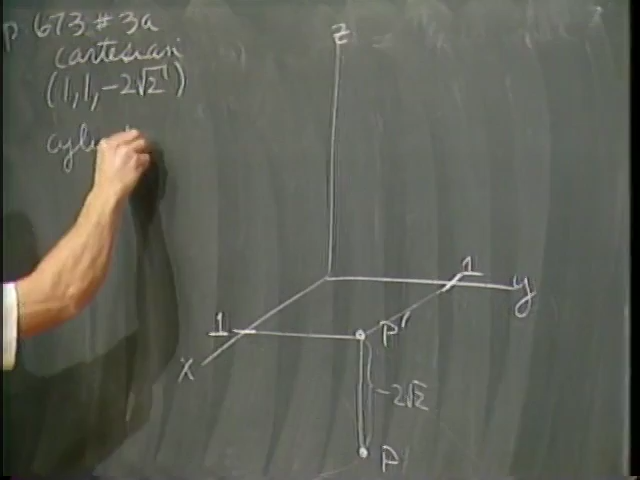 p 673 # 3a
cartesian
(1, 1, -2√2)
z
1
y
1
P'
x
-2√2
P